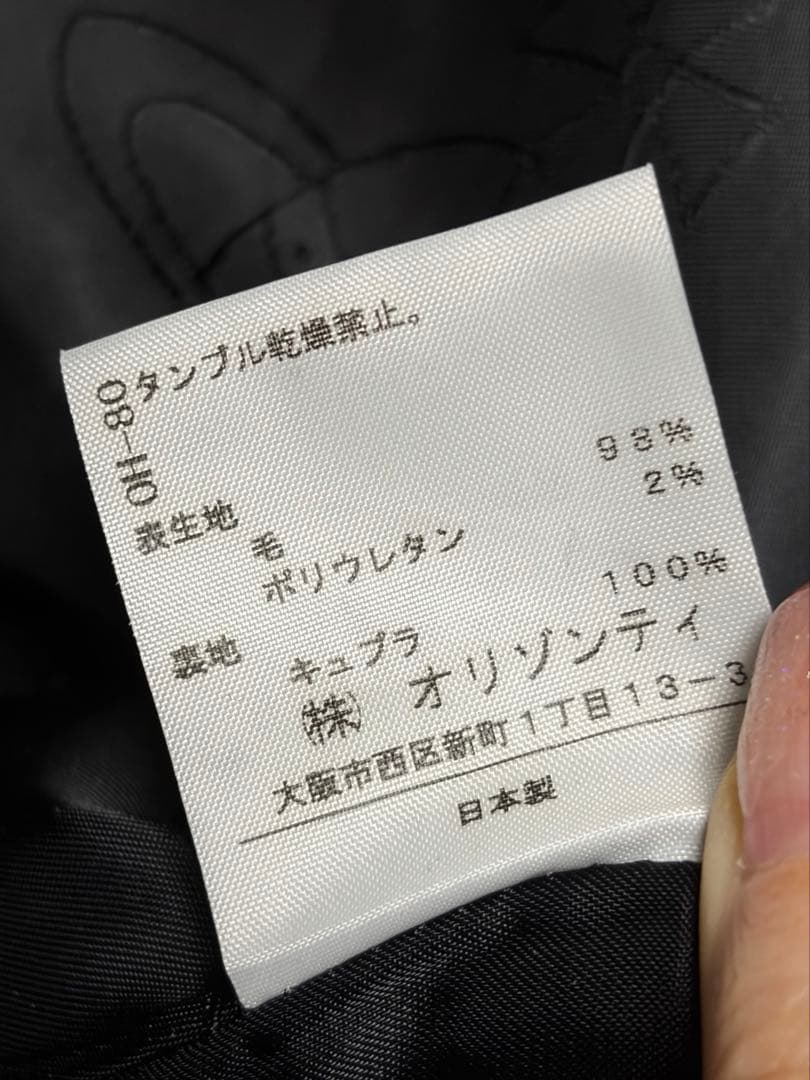 タンブル乾燥禁止。
08-HO
表生地
毛 98%
ポリウレタン 2%
裏地
キュプラ 100%
㈱ オリゾンティ
大阪市西区新町1丁目13-3
日本製